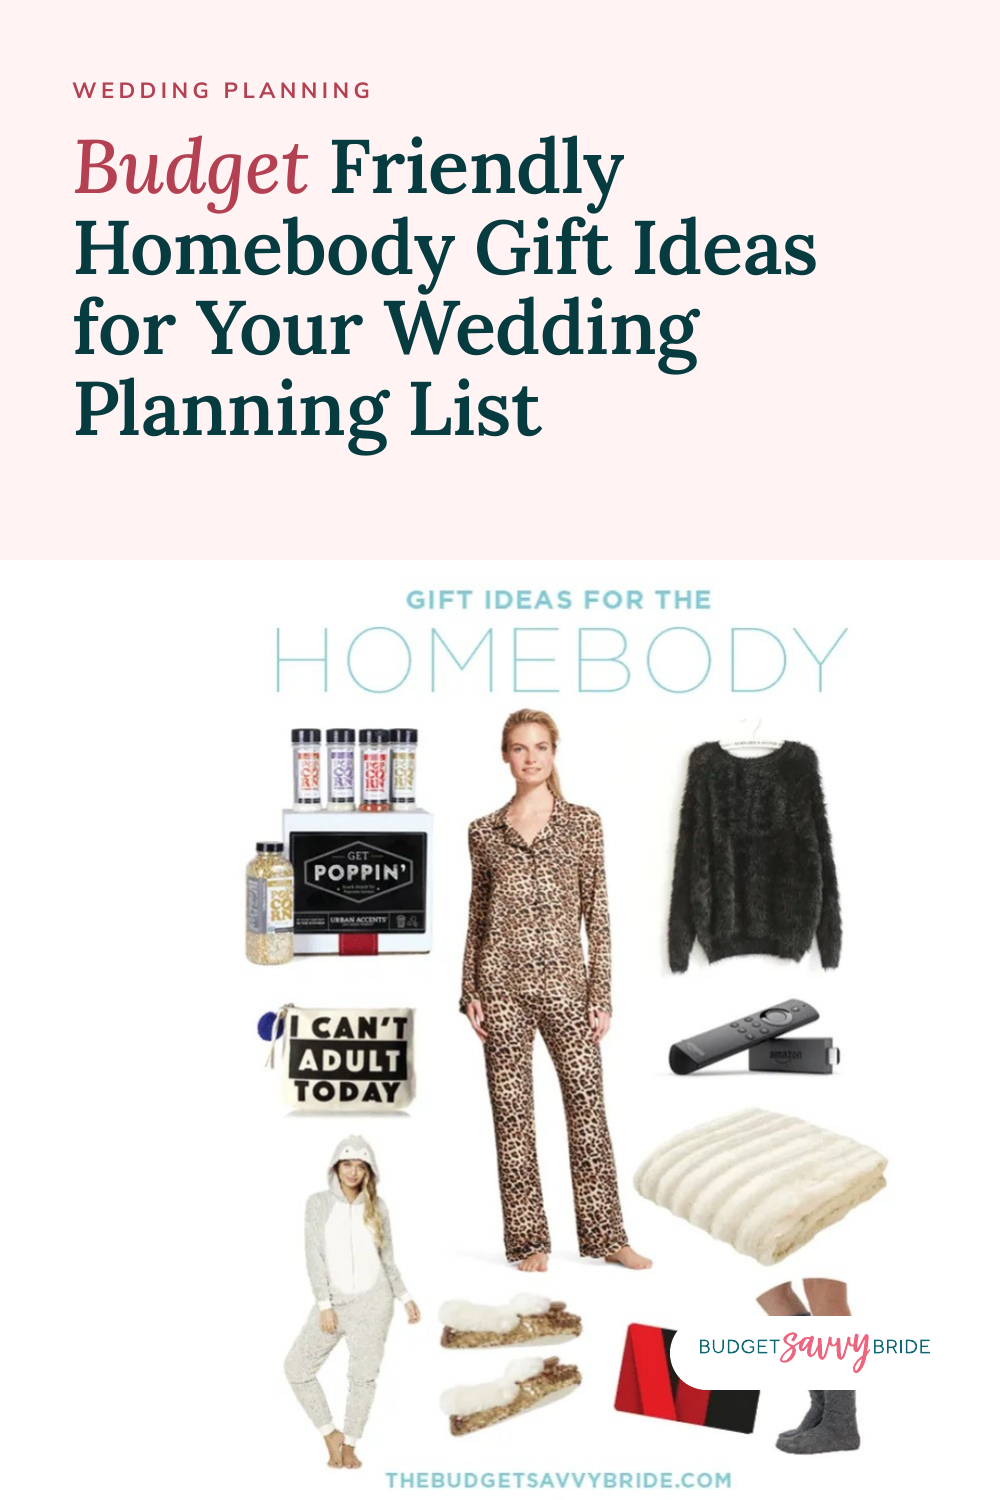 WEDDING PLANNING
Budget Friendly
Homebody Gift Ideas
for Your Wedding
Planning List
GIFT IDEAS FOR THE
HOMEBODY
POPCORN
GET
POPPIN'
URBAN ACCENTS
I CAN'T
ADULT
TODAY
amazon
BUDGET savvy BRIDE
THEBUDGETSAVVYBRIDE.COM